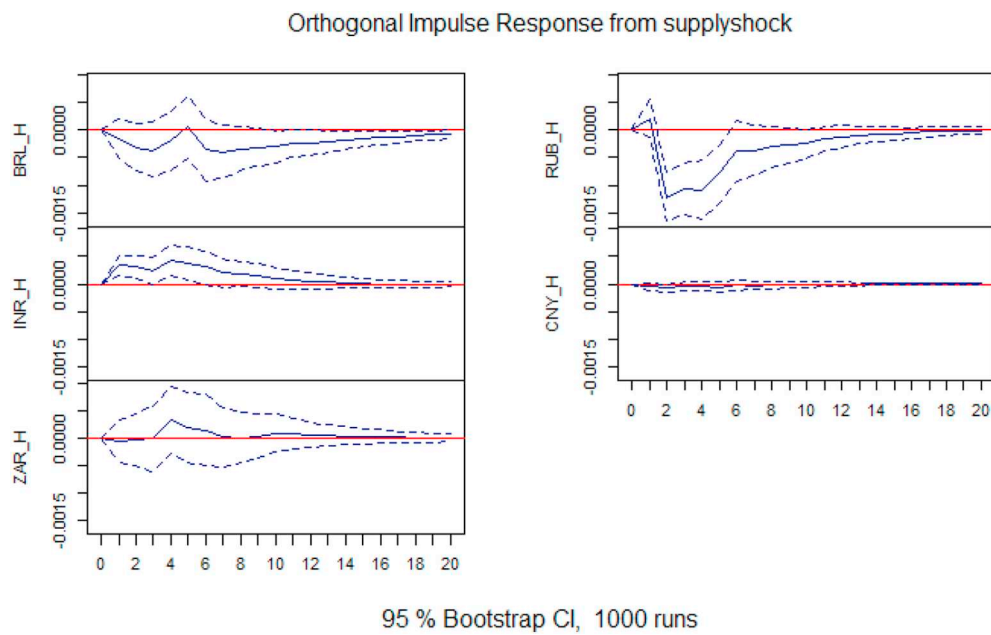 Orthogonal Impulse Response from supplyshock
BRL_H
0.0000
-0.0015
INR_H
0.0000
-0.0015
ZAR_H
0.0000
-0.0015
0 2 4 6 8 10 12 14 16 18 20
RUB_H
0.0000
-0.0015
CNY_H
0.0000
-0.0015
0 2 4 6 8 10 12 14 16 18 20
95 % Bootstrap CI, 1000 runs